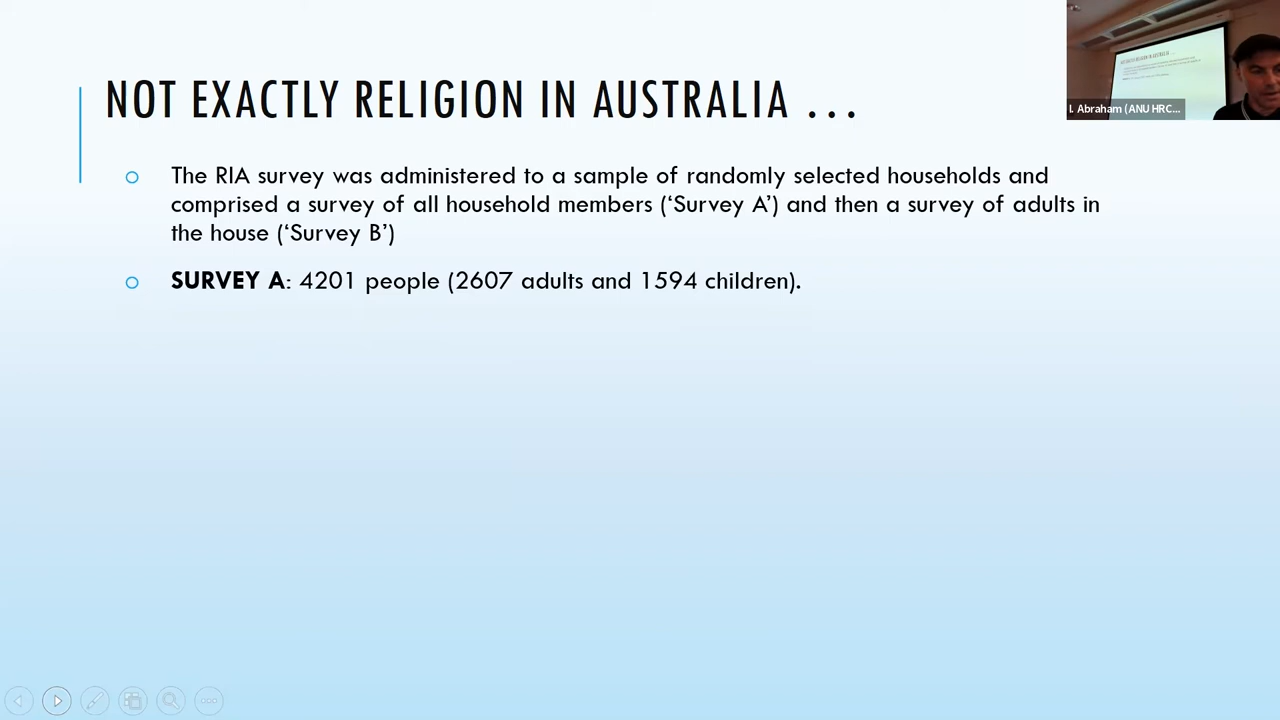 NOT EXACTLY RELIGION IN AUSTRALIA ...
The RIA survey was administered to a sample of randomly selected households and
comprised a survey of all household members (‘Survey A’) and then a survey of adults in
the house (‘Survey B’)
SURVEY A: 4201 people (2607 adults and 1594 children).
I. Abraham (ANU HRC...